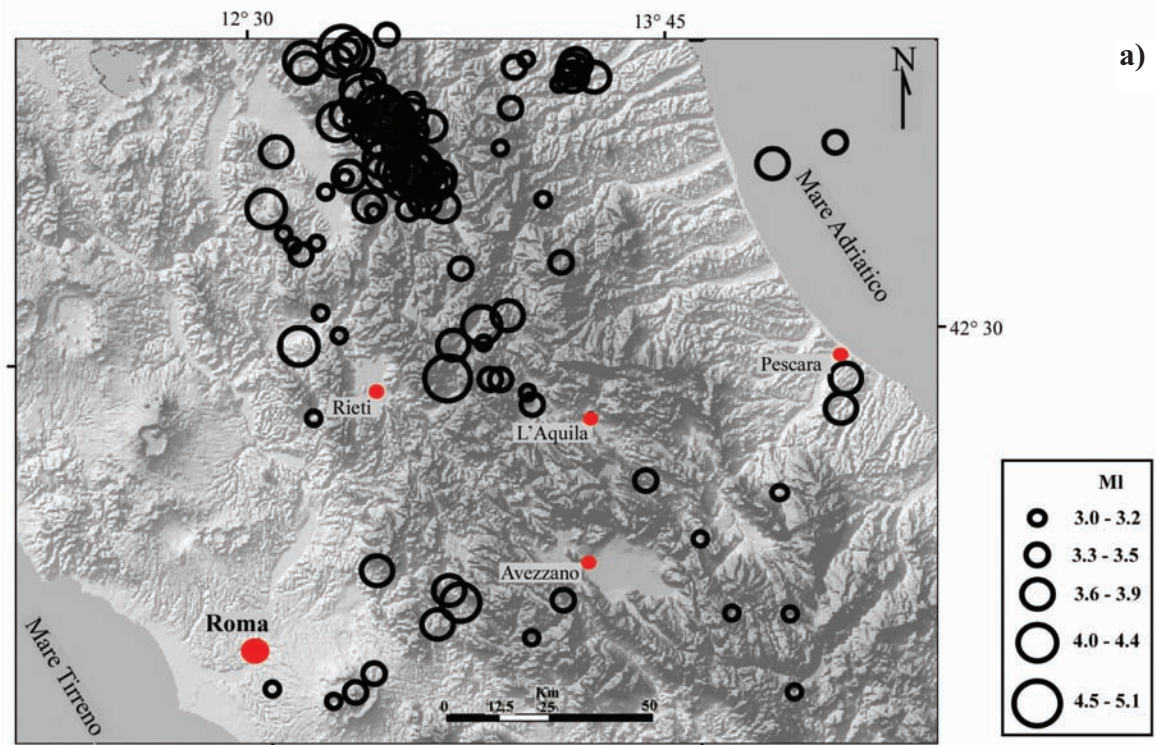 12° 30
13° 45
a)
N
Mare Adriatico
42° 30
Pescara
Rieti
L'Aquila
Avezzano
Roma
Mare Tirreno
Km
0 12,5 25 50
Ml
3.0 - 3.2
3.3 - 3.5
3.6 - 3.9
4.0 - 4.4
4.5 - 5.1